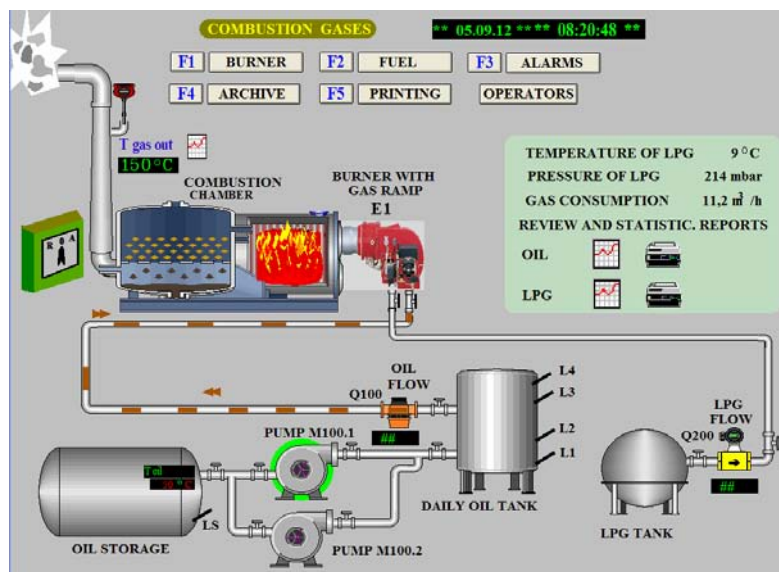 COMBUSTION GASES
** 05.09.12 ** ** 08:20:48 **
F1 BURNER F2 FUEL F3 ALARMS
F4 ARCHIVE F5 PRINTING OPERATORS
T gas out
150°C
COMBUSTION
CHAMBER
BURNER WITH
GAS RAMP
E1
R 0 A
TEMPERATURE OF LPG 9 °C
PRESSURE OF LPG 214 mbar
GAS CONSUMPTION 11,2 m³ /h
REVIEW AND STATISTIC. REPORTS
OIL
LPG
OIL
FLOW
Q100
##
L4
L3
L2
L1
LPG
FLOW
Q200
##
PUMP M100.1
T oil
°C
LS
OIL STORAGE
PUMP M100.2
DAILY OIL TANK
LPG TANK